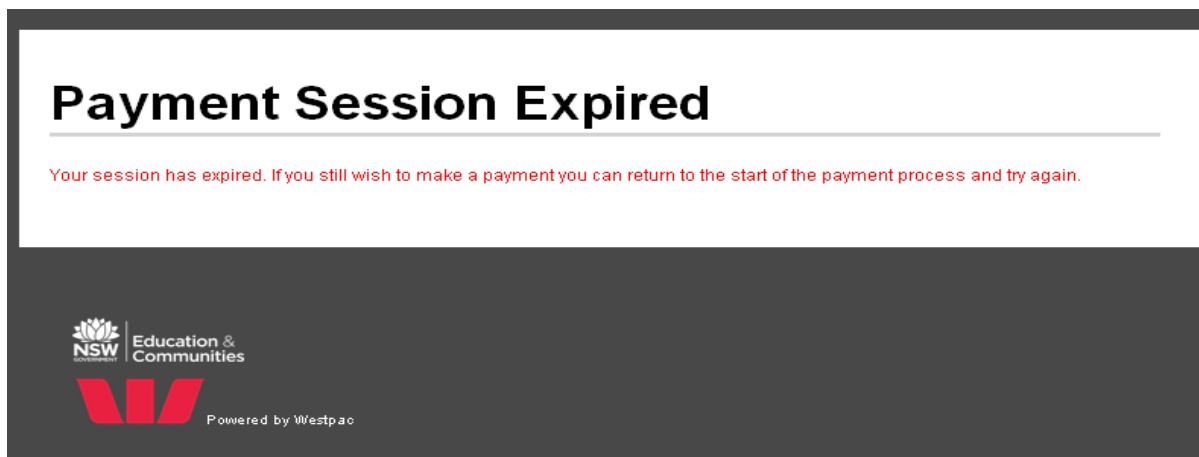 Payment Session Expired
Your session has expired. If you still wish to make a payment you can return to the start of the payment process and try again.
NSW
GOVERNMENT
Education &
Communities
Powered by Westpac